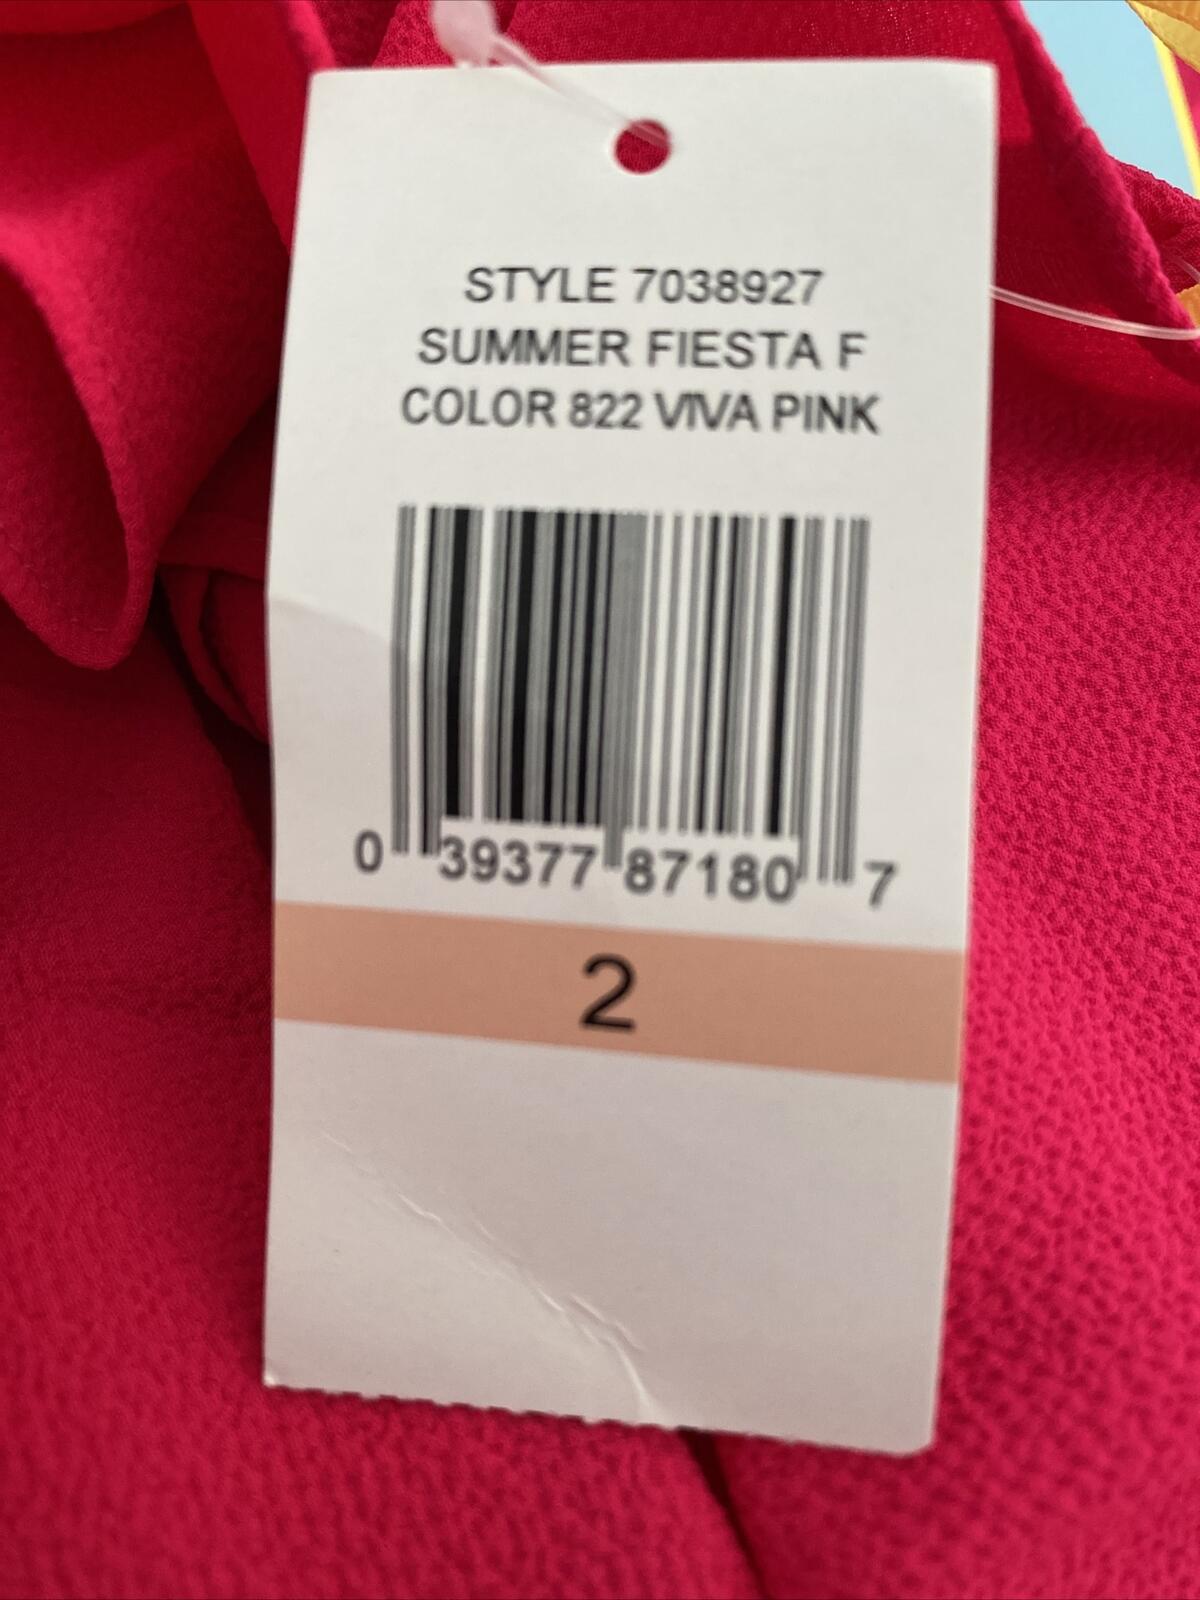 STYLE 7038927
SUMMER FIESTA F
COLOR 822 VIVA PINK
0 39377 87180 7
2